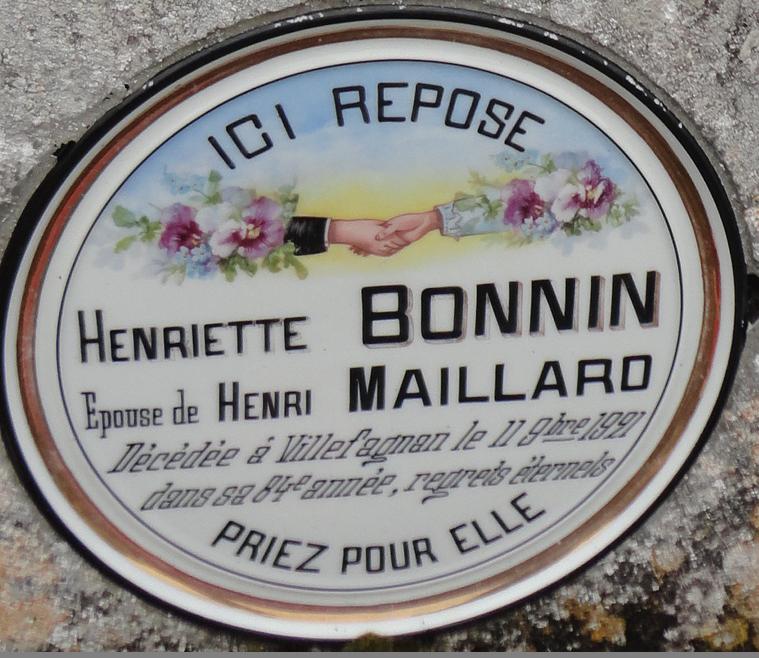 ICI REPOSE
HENRIETTE BONNIN
Epouse de HENRI MAILLARD
Décédée á Villefagnan le 11 9bre 1921
dans sa 84e année, regrets éternels
PRIEZ POUR ELLE